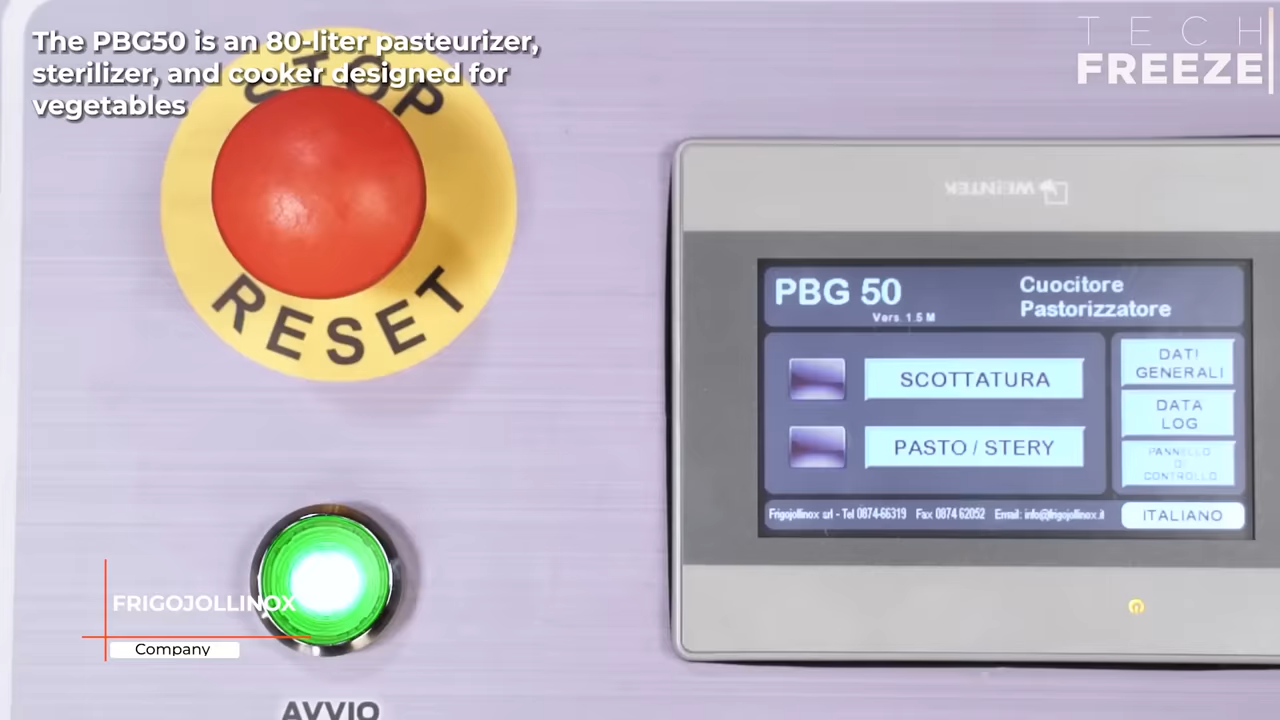 The PBG50 is an 80-liter pasteurizer,
sterilizer, and cooker designed for
vegetables
TECH
FREEZE
STOP
RESET
WEINTEK
PBG 50
Vers. 1.5 M
Cuocitore
Pastorizzatore
SCOTTATURA
PASTO / STERY
DATI
GENERALI
DATA
LOG
PANNELLO
DI
CONTROLLO
Frigojollinox srl - Tel 0874-66319 Fax 0874 62052 Email: info@frigojollinox.it
ITALIANO
FRIGOJOLLINOX
Company
AVVIO